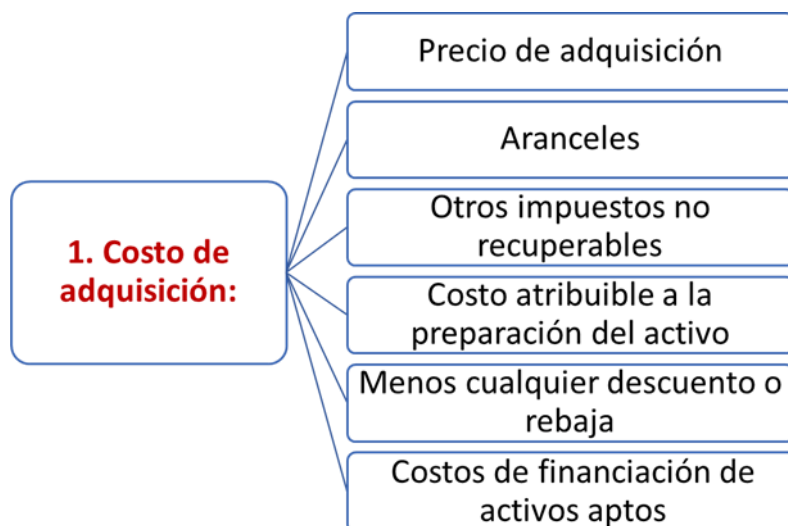 1. Costo de
adquisición:
Precio de adquisición
Aranceles
Otros impuestos no
recuperables
Costo atribuible a la
preparación del activo
Menos cualquier descuento o
rebaja
Costos de financiación de
activos aptos